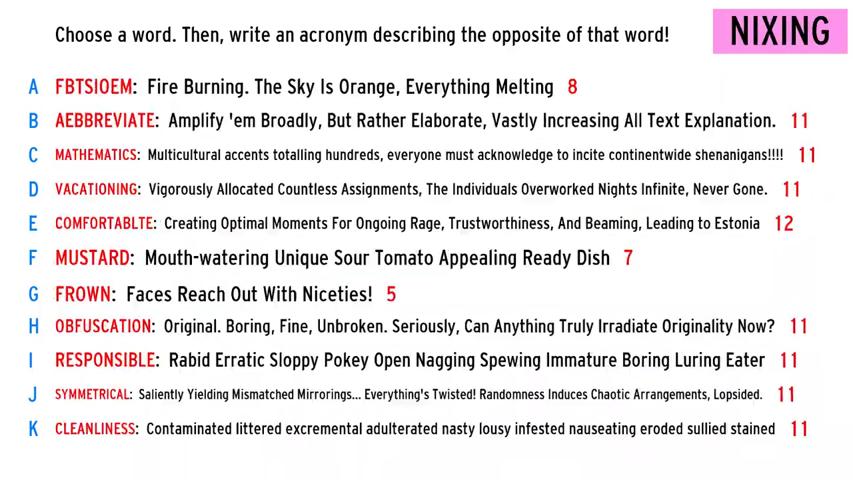 Choose a word. Then, write an acronym describing the opposite of that word!
NIXING
A FBTSIOEM: Fire Burning. The Sky Is Orange, Everything Melting 8
B AEBBREVIATE: Amplify 'em Broadly, But Rather Elaborate, Vastly Increasing All Text Explanation. 11
C MATHEMATICS: Multicultural accents totalling hundreds, everyone must acknowledge to incite continentwide shenanigans!!!! 11
D VACATIONING: Vigorously Allocated Countless Assignments, The Individuals Overworked Nights Infinite, Never Gone. 11
E COMFORTABLTE: Creating Optimal Moments For Ongoing Rage, Trustworthiness, And Beaming, Leading to Estonia 12
F MUSTARD: Mouth-watering Unique Sour Tomato Appealing Ready Dish 7
G FROWN: Faces Reach Out With Niceties! 5
H OBFUSCATION: Original. Boring, Fine, Unbroken. Seriously, Can Anything Truly Irradiate Originality Now? 11
I RESPONSIBLE: Rabid Erratic Sloppy Pokey Open Nagging Spewing Immature Boring Luring Eater 11
J SYMMETRICAL: Saliently Yielding Mismatched Mirrorings... Everything's Twisted! Randomness Induces Chaotic Arrangements, Lopsided. 11
K CLEANLINESS: Contaminated littered excremental adulterated nasty lousy infested nauseating eroded sullied stained 11